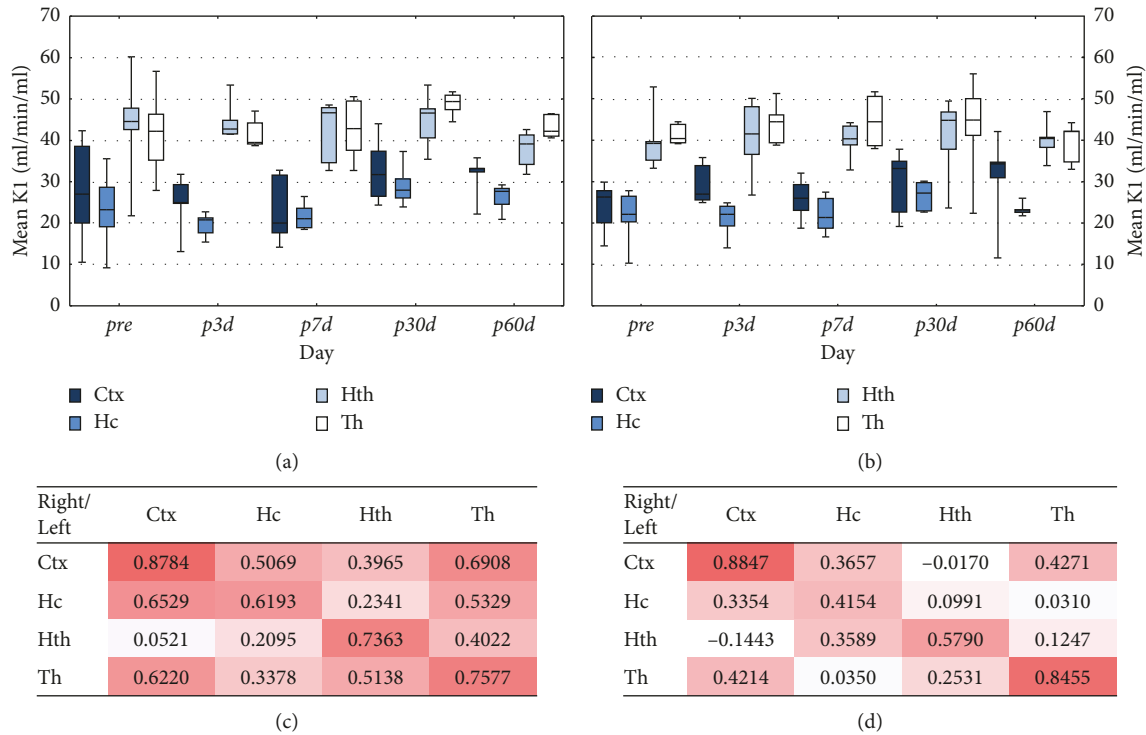 70
60
50
40
30
20
10
0
Mean K1 (ml/min/ml)
pre p3d p7d p30d p60d
Day
Ctx Hth
Hc Th
(a)
70
60
50
40
30
20
10
0
Mean K1 (ml/min/ml)
pre p3d p7d p30d p60d
Day
Ctx Hth
Hc Th
(b)
Right/
Left Ctx Hc Hth Th
Ctx 0.8784 0.5069 0.3965 0.6908
Hc 0.6529 0.6193 0.2341 0.5329
Hth 0.0521 0.2095 0.7363 0.4022
Th 0.6220 0.3378 0.5138 0.7577
(c)
Right/
Left Ctx Hc Hth Th
Ctx 0.8847 0.3657 –0.0170 0.4271
Hc 0.3354 0.4154 0.0991 0.0310
Hth –0.1443 0.3589 0.5790 0.1247
Th 0.4214 0.0350 0.2531 0.8455
(d)